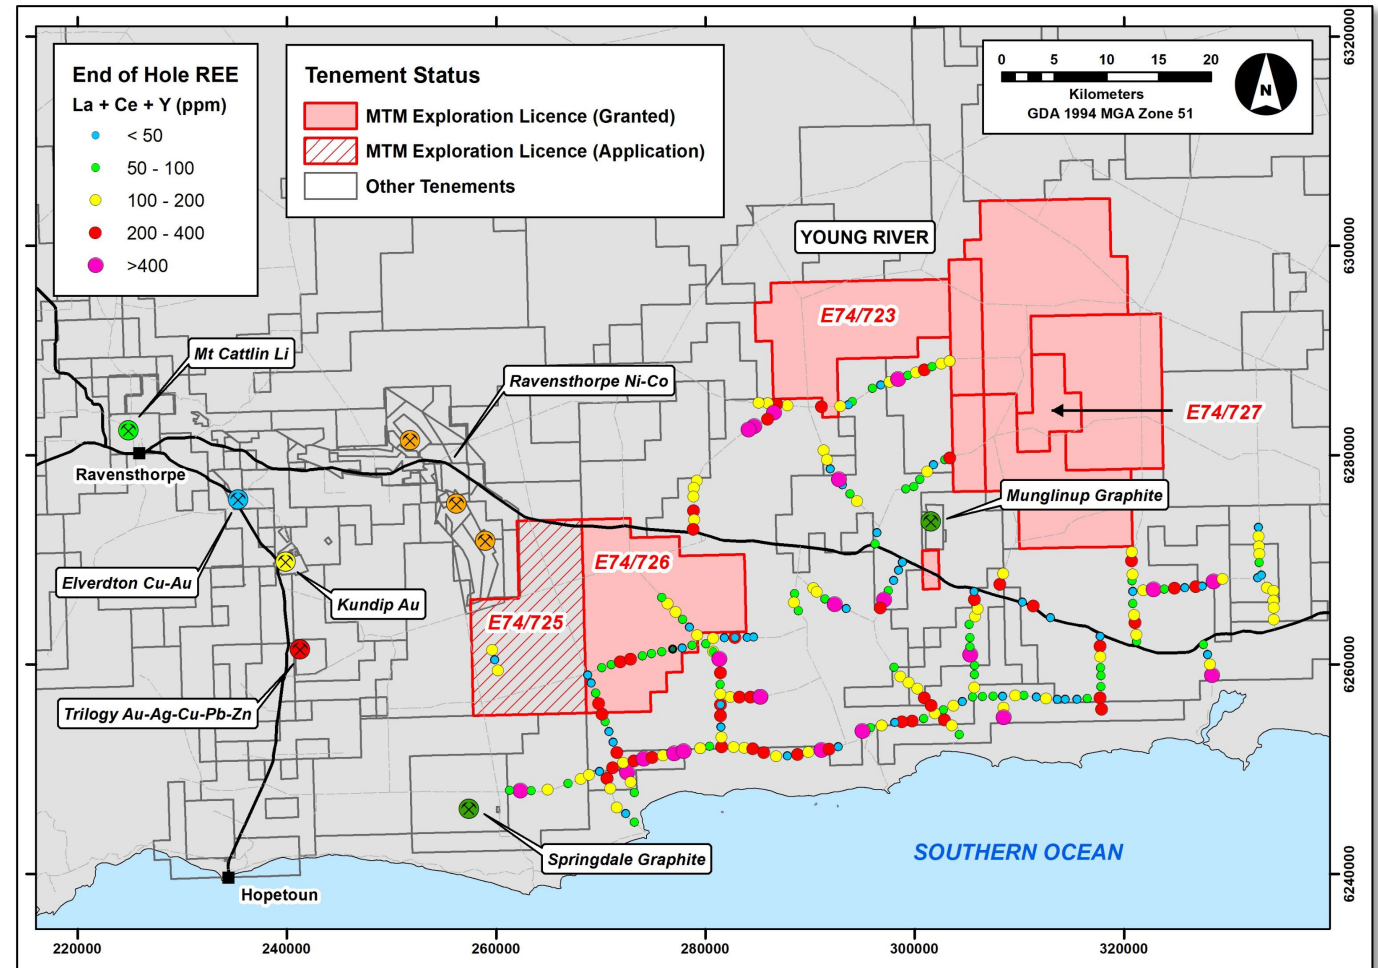 End of Hole REE
La + Ce + Y (ppm)
< 50
50 - 100
100 - 200
200 - 400
>400
Tenement Status
MTM Exploration Licence (Granted)
MTM Exploration Licence (Application)
Other Tenements
0 5 10 15 20
Kilometers
GDA 1994 MGA Zone 51
N
6320000
YOUNG RIVER
6300000
E74/723
Mt Cattlin Li
Ravensthorpe Ni-Co
E74/727
Ravensthorpe
6280000
Munglinup Graphite
Elverdton Cu-Au
E74/726
Kundip Au
E74/725
6260000
Trilogy Au-Ag-Cu-Pb-Zn
Springdale Graphite
SOUTHERN OCEAN
6240000
Hopetoun
220000 240000 260000 280000 300000 320000